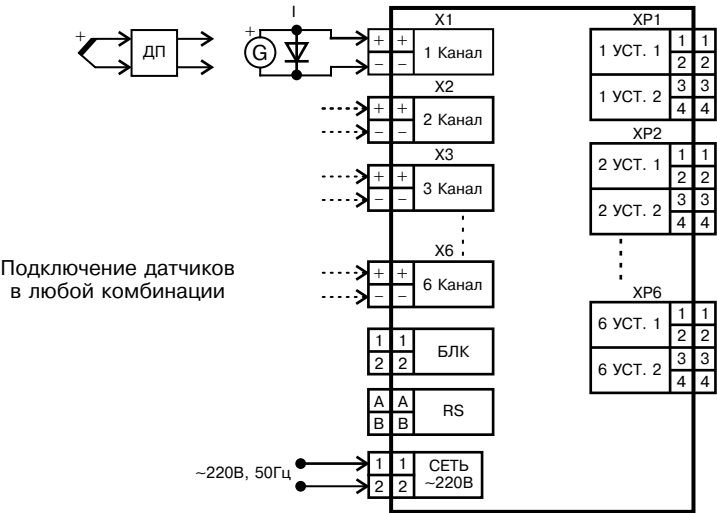 I
X1
+ + 1 Канал
− −
+ ДП
+ G
X2
+ + 2 Канал
− −
X3
+ + 3 Канал
− −
X6
+ + 6 Канал
− −
Подключение датчиков
в любой комбинации
1 1 БЛК
2 2
A A RS
B B
~220В, 50Гц
1 1 СЕТЬ
2 2 ~220В
XP1
1 УСТ. 1 1 1
2 2
1 УСТ. 2 3 3
4 4
XP2
2 УСТ. 1 1 1
2 2
2 УСТ. 2 3 3
4 4
XP6
6 УСТ. 1 1 1
2 2
6 УСТ. 2 3 3
4 4